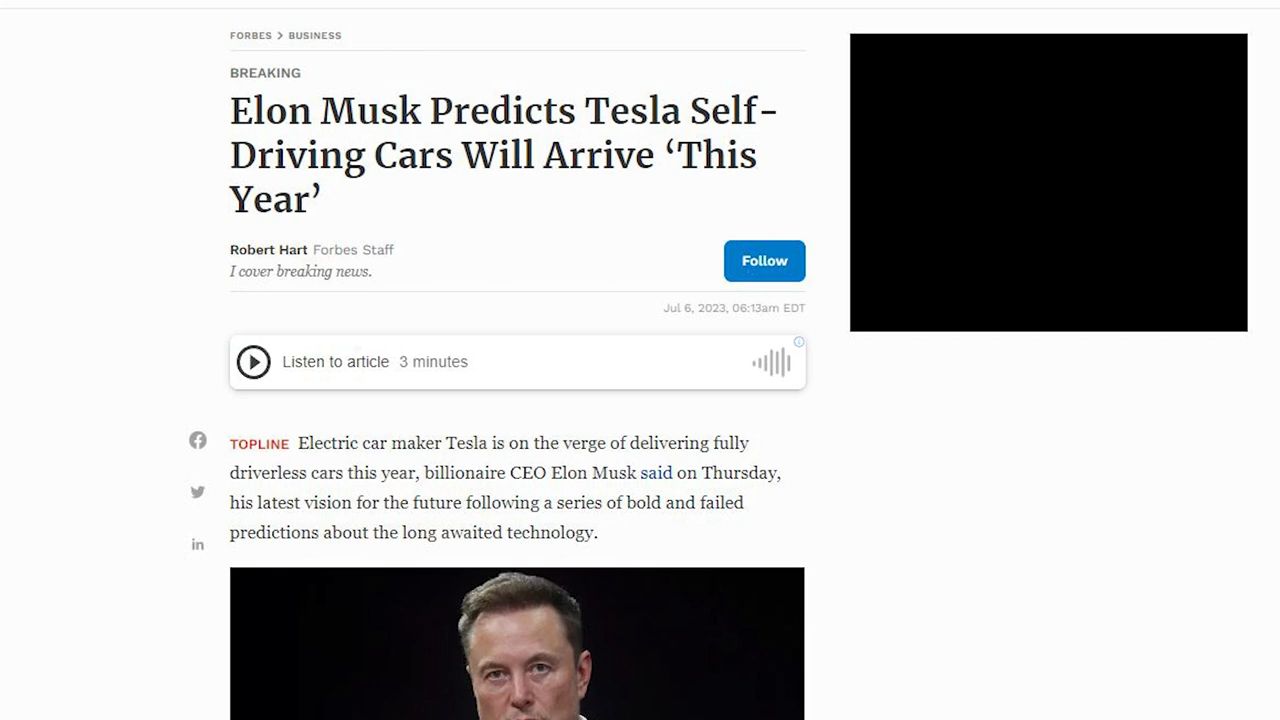 FORBES > BUSINESS
BREAKING
Elon Musk Predicts Tesla Self-
Driving Cars Will Arrive ‘This
Year’
Robert Hart Forbes Staff
I cover breaking news.
Follow
Jul 6, 2023, 06:13am EDT
Listen to article 3 minutes
TOPLINE Electric car maker Tesla is on the verge of delivering fully
driverless cars this year, billionaire CEO Elon Musk said on Thursday,
his latest vision for the future following a series of bold and failed
predictions about the long awaited technology.